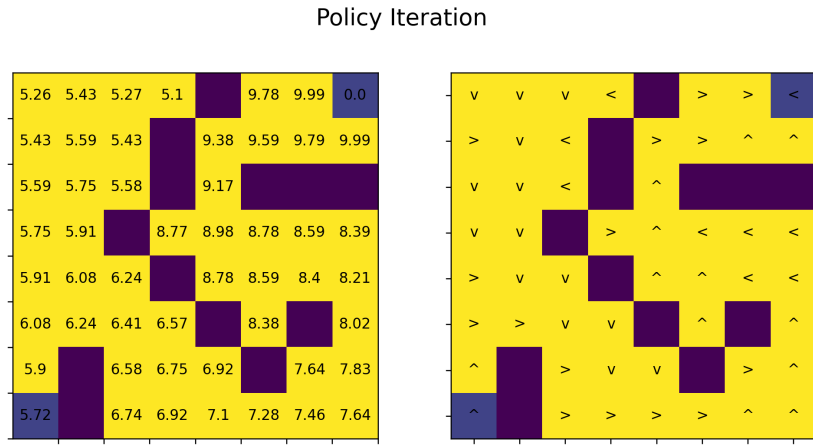 Policy Iteration
5.26 5.43 5.27 5.1 9.78 9.99 0.0
5.43 5.59 5.43 9.38 9.59 9.79 9.99
5.59 5.75 5.58 9.17
5.75 5.91 8.77 8.98 8.78 8.59 8.39
5.91 6.08 6.24 8.78 8.59 8.4 8.21
6.08 6.24 6.41 6.57 8.38 8.02
5.9 6.58 6.75 6.92 7.64 7.83
5.72 6.74 6.92 7.1 7.28 7.46 7.64
v v v < > > <
> v < > > ^ ^
v v < ^
v v > ^ < < <
> v v ^ ^ < <
> > v v ^ ^
^ > v v > ^
^ > > > > ^ ^